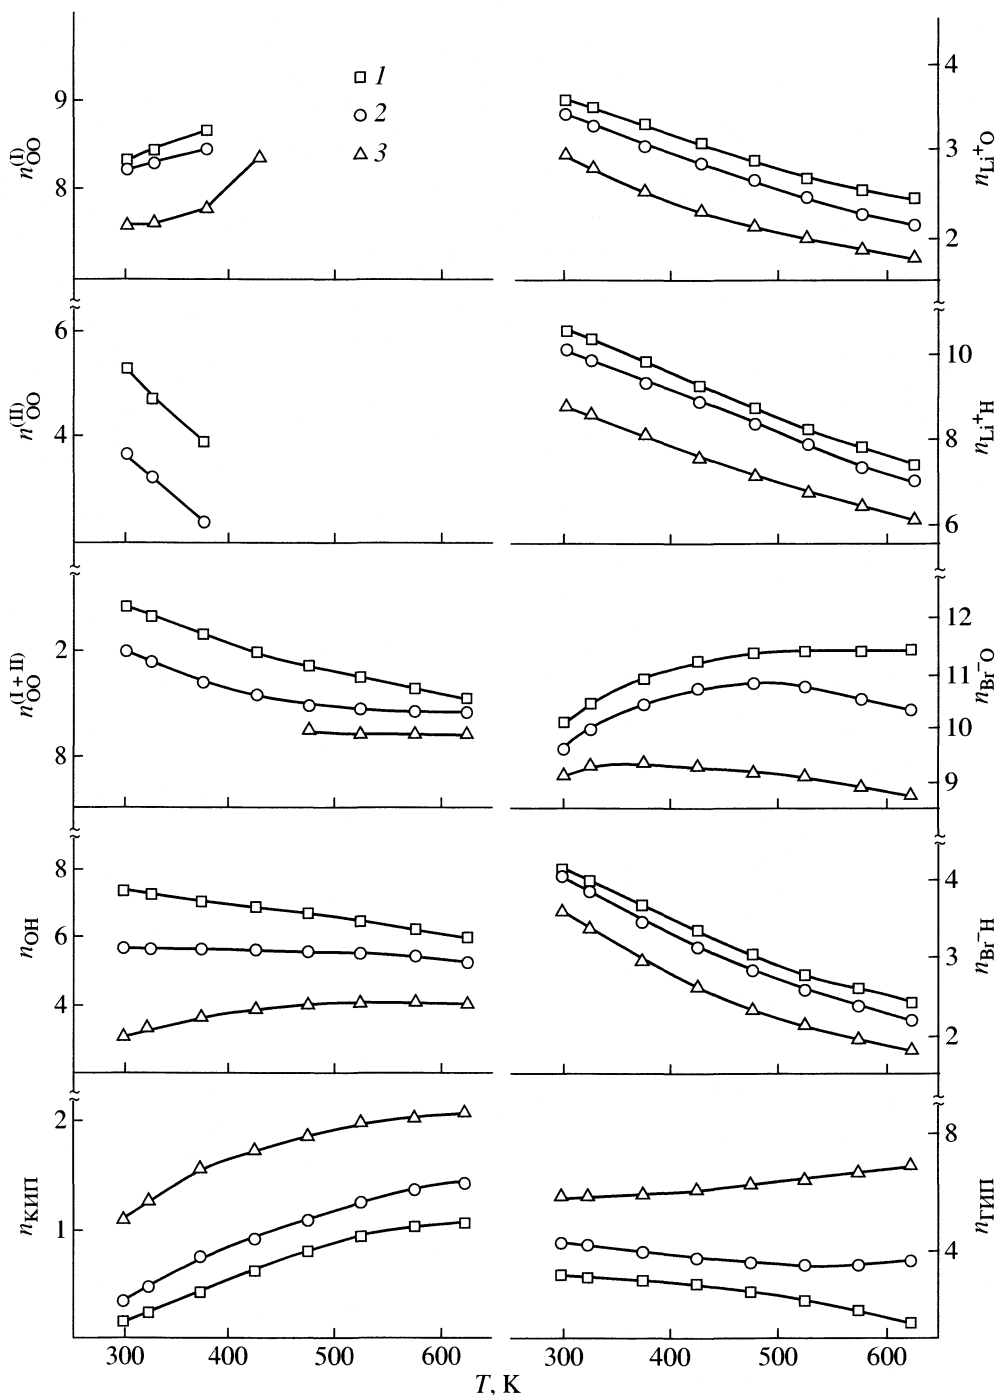 9
8
n_OO^(I)
1
2
3
4
3
2
n_Li⁺O
300 400 500 600
6
4
n_OO^(II)
10
8
6
n_Li⁺H
2
8
n_OO^(I + II)
12
11
10
9
n_Br⁻O
8
6
4
n_OH
4
3
2
n_Br⁻H
2
1
n_КИП
8
4
n_ГИП
300 400 500 600
T, K